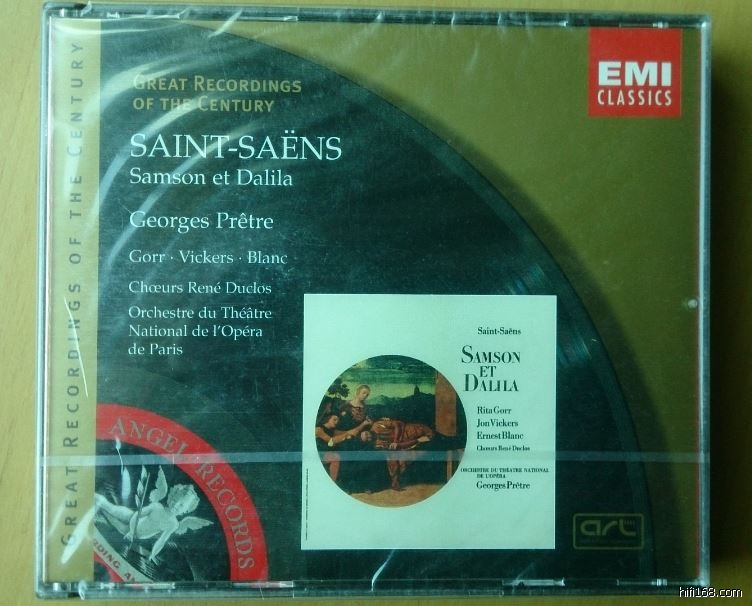 Great Recordings of the Century
GREAT RECORDINGS
OF THE CENTURY
EMI
CLASSICS
SAINT-SAËNS
Samson et Dalila
Georges Prêtre
Gorr · Vickers · Blanc
Chœurs René Duclos
Orchestre du Théâtre
National de l'Opéra
de Paris
Saint-Saëns
SAMSON
ET
DALILA
Rita Gorr
Jon Vickers
Ernest Blanc
Chœurs René Duclos
ORCHESTRE DU THÉATRE NATIONAL
DE L'OPÉRA
Georges Prêtre
ANGEL RECORDS
art
hifi168.com